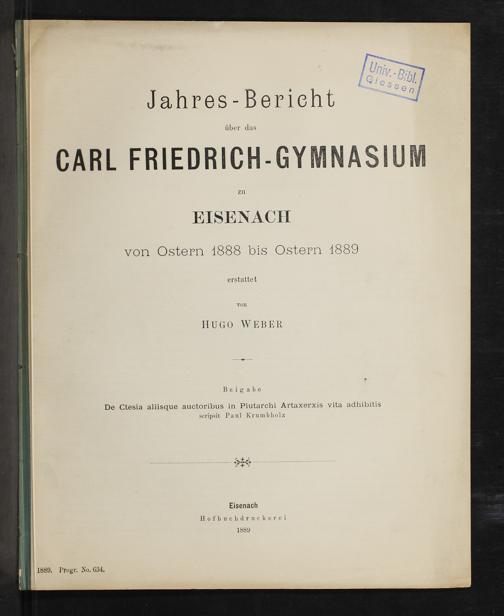 Univ.-Bibl.
Giessen
Jahres-Bericht
über das
CARL FRIEDRICH-GYMNASIUM
zu
EISENACH
von Ostern 1888 bis Ostern 1889
erstattet
von
HUGO WEBER
Beigabe
De Ctesia aliisque auctoribus in Plutarchi Artaxerxis vita adhibitis
scripsit Paul Krumbholz
Eisenach
Hofbuchdruckerei
1889
1889. Progr. No. 634.